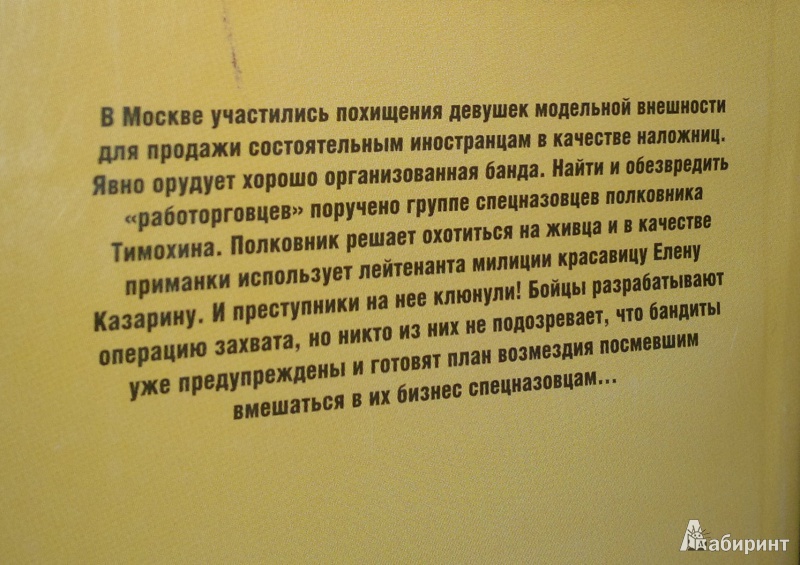 В Москве участились похищения девушек модельной внешности
для продажи состоятельным иностранцам в качестве наложниц.
Явно орудует хорошо организованная банда. Найти и обезвредить
«работорговцев» поручено группе спецназовцев полковника
Тимохина. Полковник решает охотиться на живца и в качестве
приманки использует лейтенанта милиции красавицу Елену
Казарину. И преступники на нее клюнули! Бойцы разрабатывают
операцию захвата, но никто из них не подозревает, что бандиты
уже предупреждены и готовят план возмездия посмевшим
вмешаться в их бизнес спецназовцам...
Лабиринт